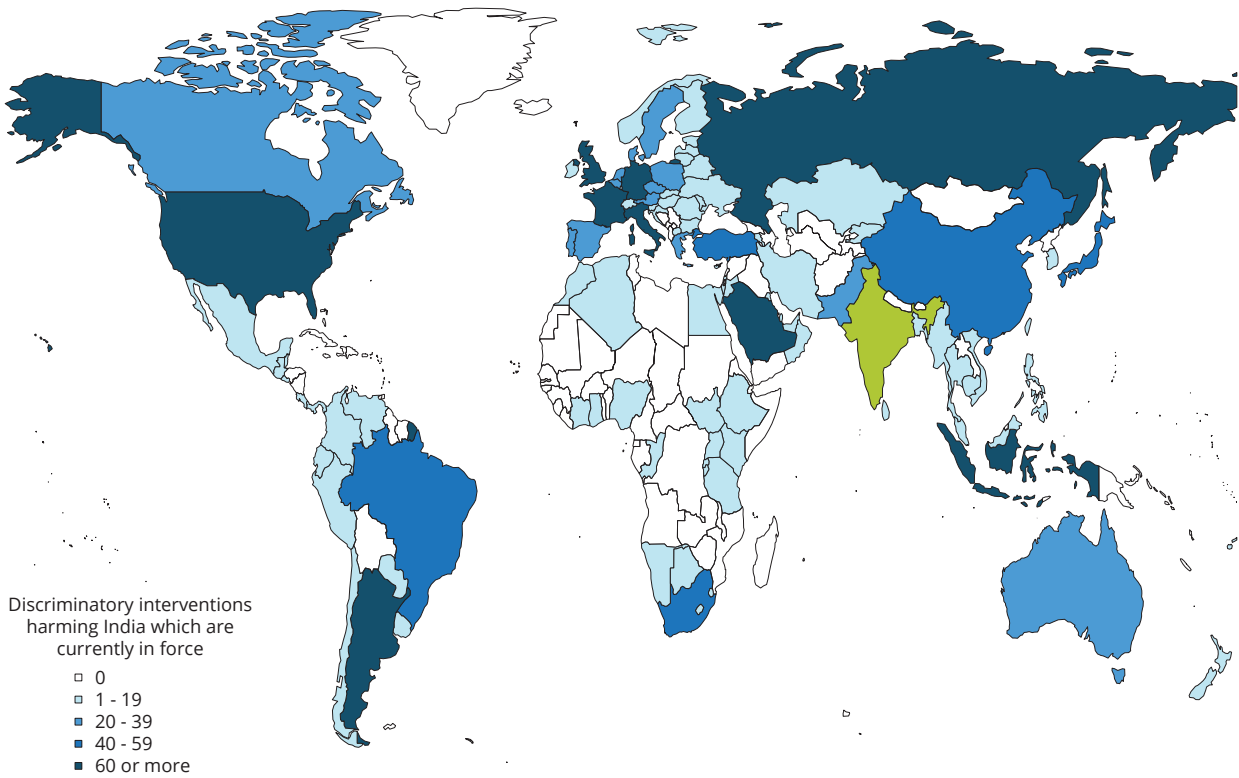 Discriminatory interventions
harming India which are
currently in force
0
1 - 19
20 - 39
40 - 59
60 or more